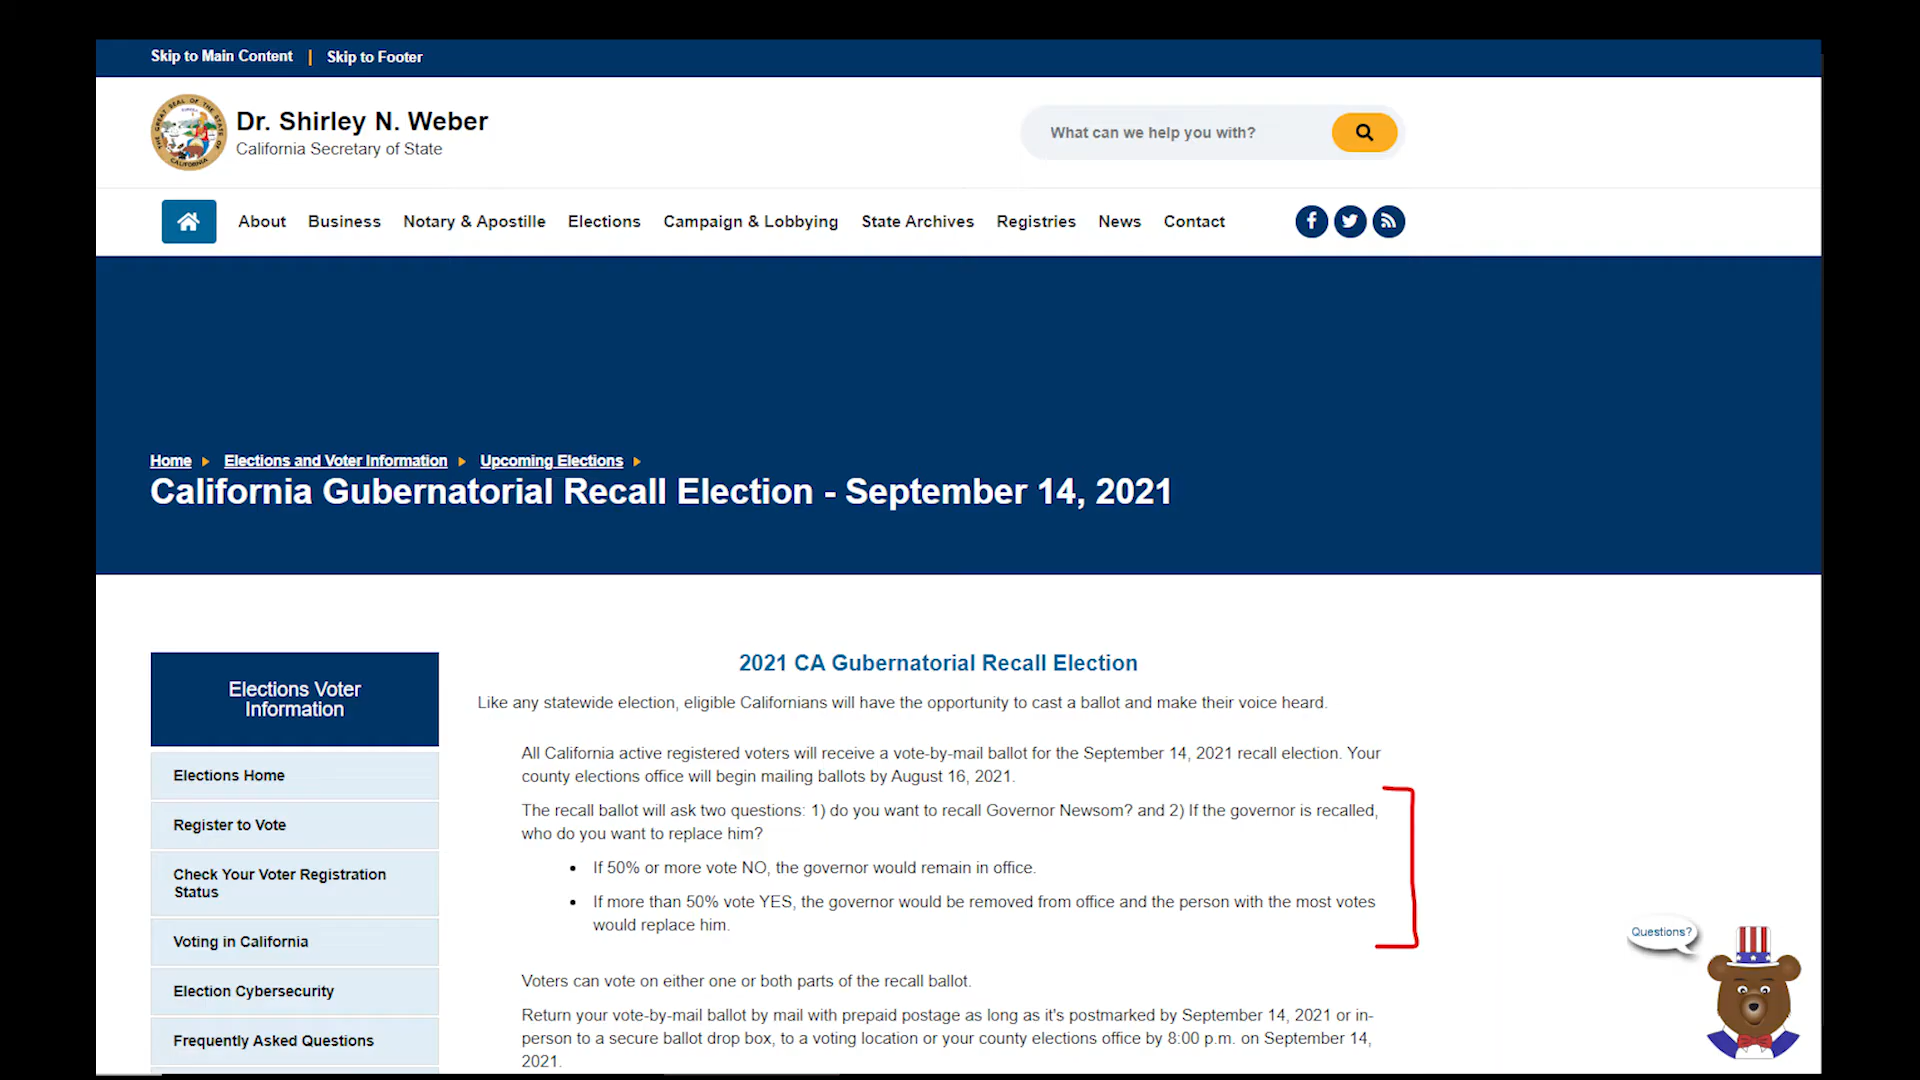 Skip to Main Content | Skip to Footer
Dr. Shirley N. Weber
California Secretary of State
What can we help you with?
About Business Notary & Apostille Elections Campaign & Lobbying State Archives Registries News Contact
Home Elections and Voter Information Upcoming Elections
California Gubernatorial Recall Election - September 14, 2021
Elections Voter
Information
Elections Home
Register to Vote
Check Your Voter Registration
Status
Voting in California
Election Cybersecurity
Frequently Asked Questions
2021 CA Gubernatorial Recall Election
Like any statewide election, eligible Californians will have the opportunity to cast a ballot and make their voice heard.
All California active registered voters will receive a vote-by-mail ballot for the September 14, 2021 recall election. Your
county elections office will begin mailing ballots by August 16, 2021.
The recall ballot will ask two questions: 1) do you want to recall Governor Newsom? and 2) If the governor is recalled,
who do you want to replace him?
• If 50% or more vote NO, the governor would remain in office.
• If more than 50% vote YES, the governor would be removed from office and the person with the most votes
would replace him.
Voters can vote on either one or both parts of the recall ballot.
Return your vote-by-mail ballot by mail with prepaid postage as long as it's postmarked by September 14, 2021 or in-
person to a secure ballot drop box, to a voting location or your county elections office by 8:00 p.m. on September 14,
2021.
Questions?